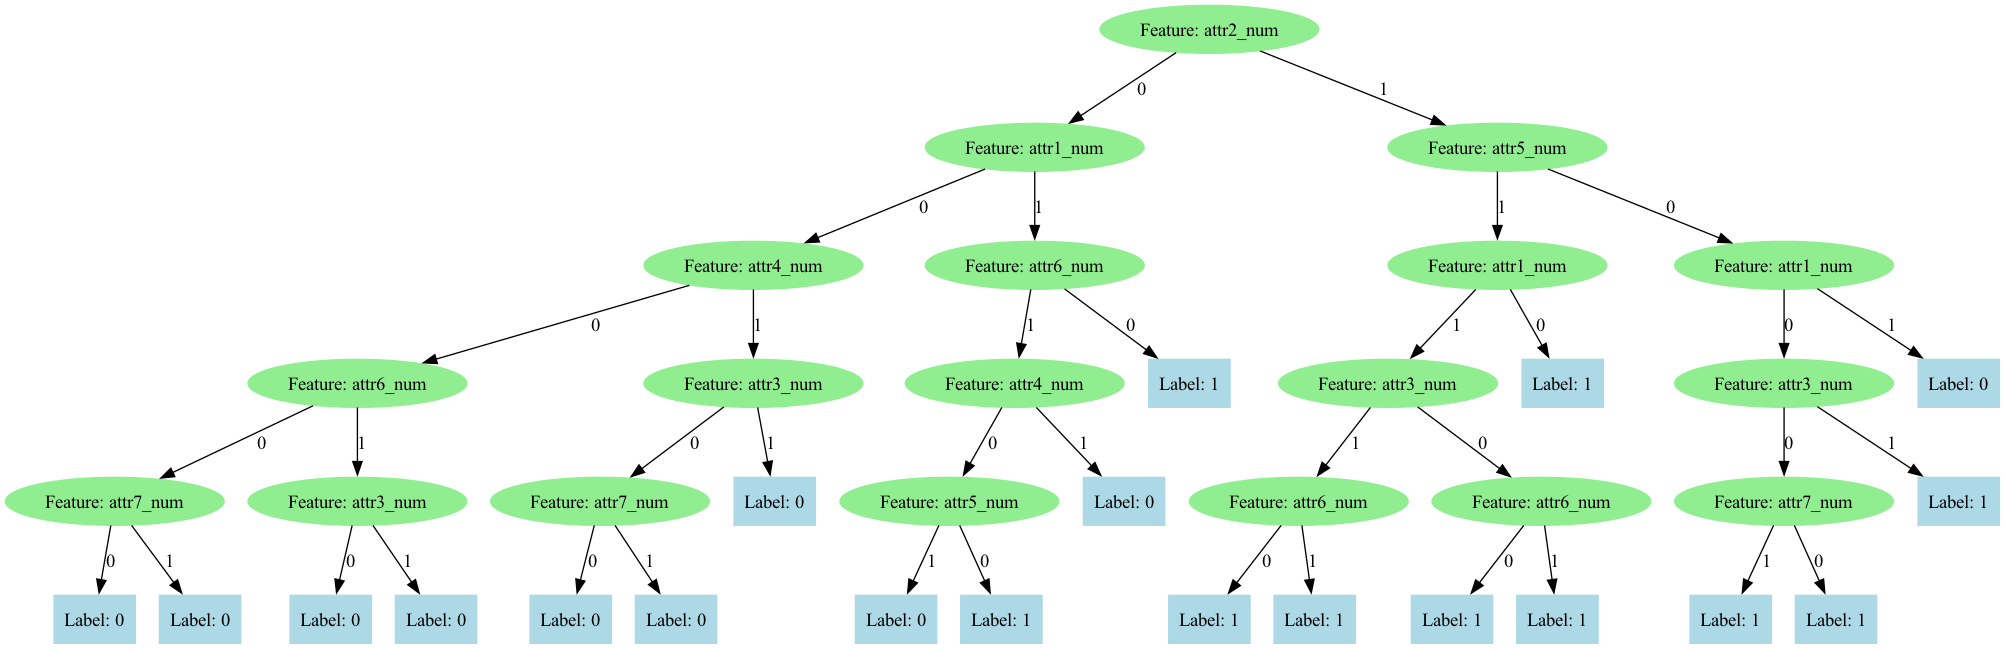 Feature: attr2_num
0
1
Feature: attr1_num
Feature: attr5_num
0
1
1
0
Feature: attr4_num
Feature: attr6_num
Feature: attr1_num
Feature: attr1_num
0
1
1
0
1
0
0
1
Feature: attr6_num
Feature: attr3_num
Feature: attr4_num
Label: 1
Feature: attr3_num
Label: 1
Feature: attr3_num
Label: 0
0
1
0
1
0
1
1
0
0
1
Feature: attr7_num
Feature: attr3_num
Feature: attr7_num
Label: 0
Feature: attr5_num
Label: 0
Feature: attr6_num
Feature: attr6_num
Feature: attr7_num
Label: 1
0
1
0
1
0
1
1
0
0
1
0
1
1
0
Label: 0
Label: 0
Label: 0
Label: 0
Label: 0
Label: 0
Label: 0
Label: 1
Label: 1
Label: 1
Label: 1
Label: 1
Label: 1
Label: 1